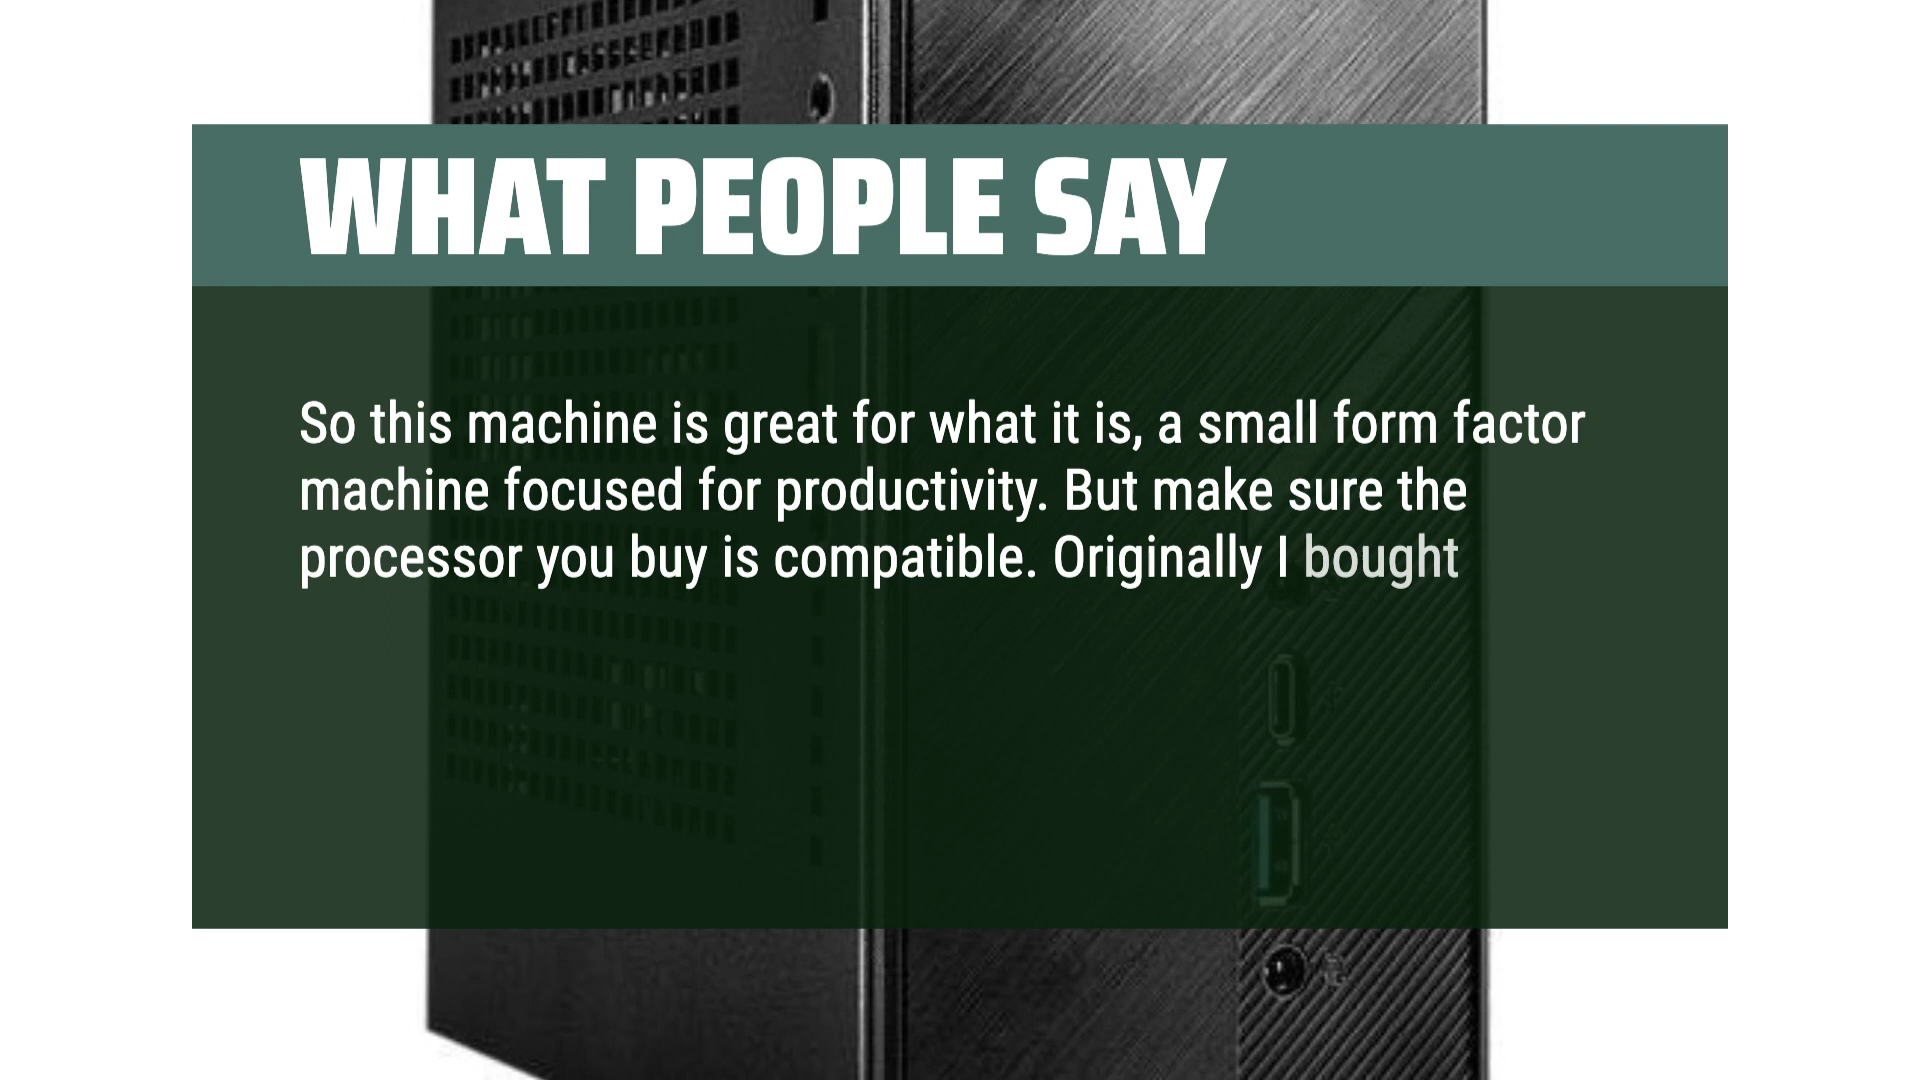 WHAT PEOPLE SAY
So this machine is great for what it is, a small form factor
machine focused for productivity. But make sure the
processor you buy is compatible. Originally I bought